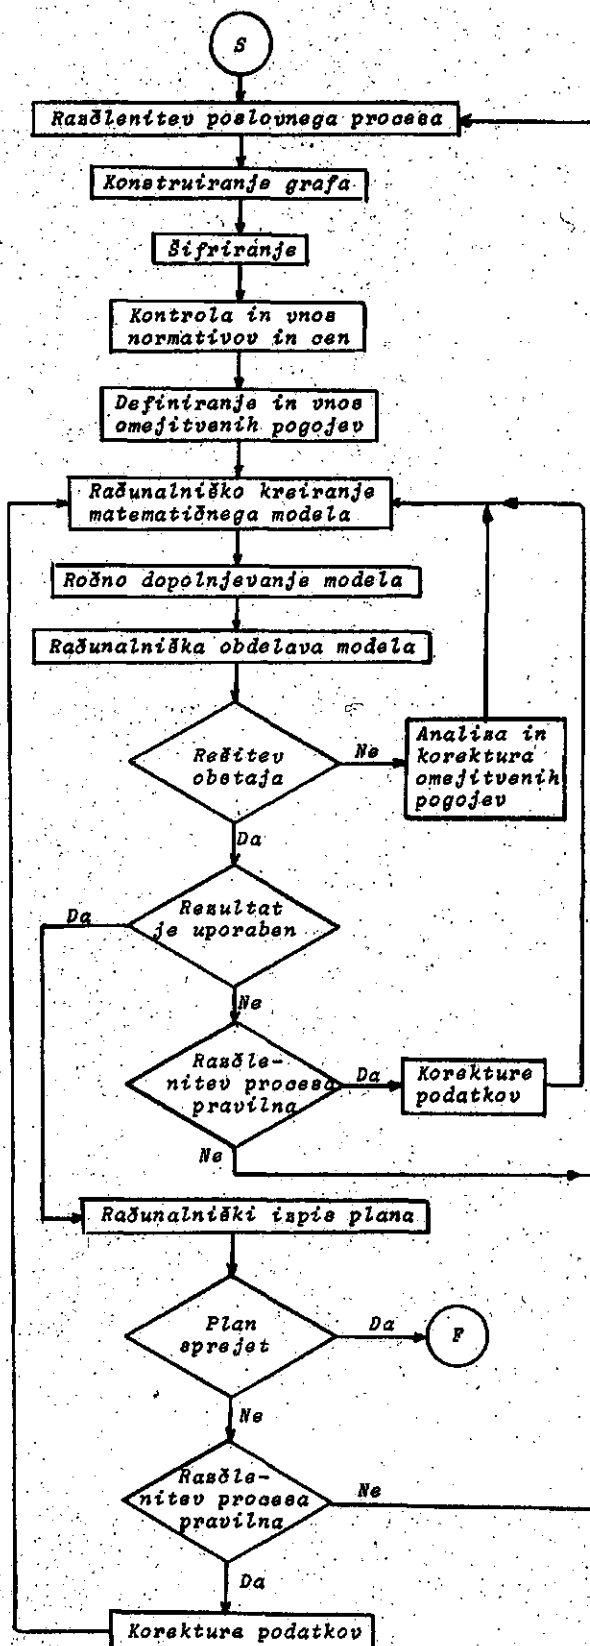 S
Razčlenitev poslovnega procesa
Konstruiranje grafa
Šifriranje
Kontrola in vnos
normativov in cen
Definiranje in vnos
omejitvenih pogojev
Računalniško kreiranje
matematičnega modela
Ročno dopolnjevanje modela
Računalniška obdelava modela
Rešitev
obstaja
Ne
Analiza in
korektura
omejitvenih
pogojev
Da
Rezultat
je uporaben
Da
Ne
Razčle-
nitev procesa
pravilna
Da
Korekture
podatkov
Ne
Računalniški izpis plana
Plan
sprejet
Da
F
Ne
Razčle-
nitev procesa
pravilna
Ne
Da
Korekture podatkov